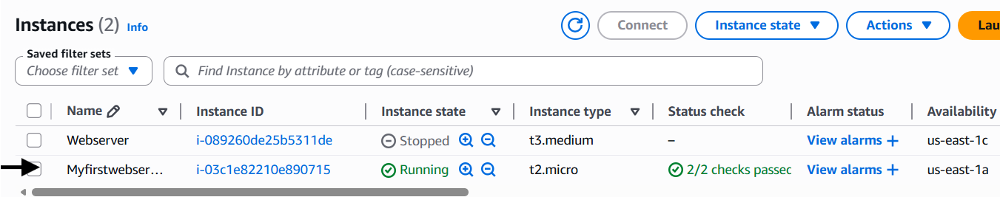 Instances (2) Info
Connect
Instance state
Actions
Lau
Saved filter sets
Choose filter set
Find Instance by attribute or tag (case-sensitive)
Name Instance ID Instance state Instance type Status check Alarm status Availability
Webserver i-089260de25b5311de Stopped t3.medium – View alarms + us-east-1c
Myfirstwebser... i-03c1e82210e890715 Running t2.micro 2/2 checks passed View alarms + us-east-1a